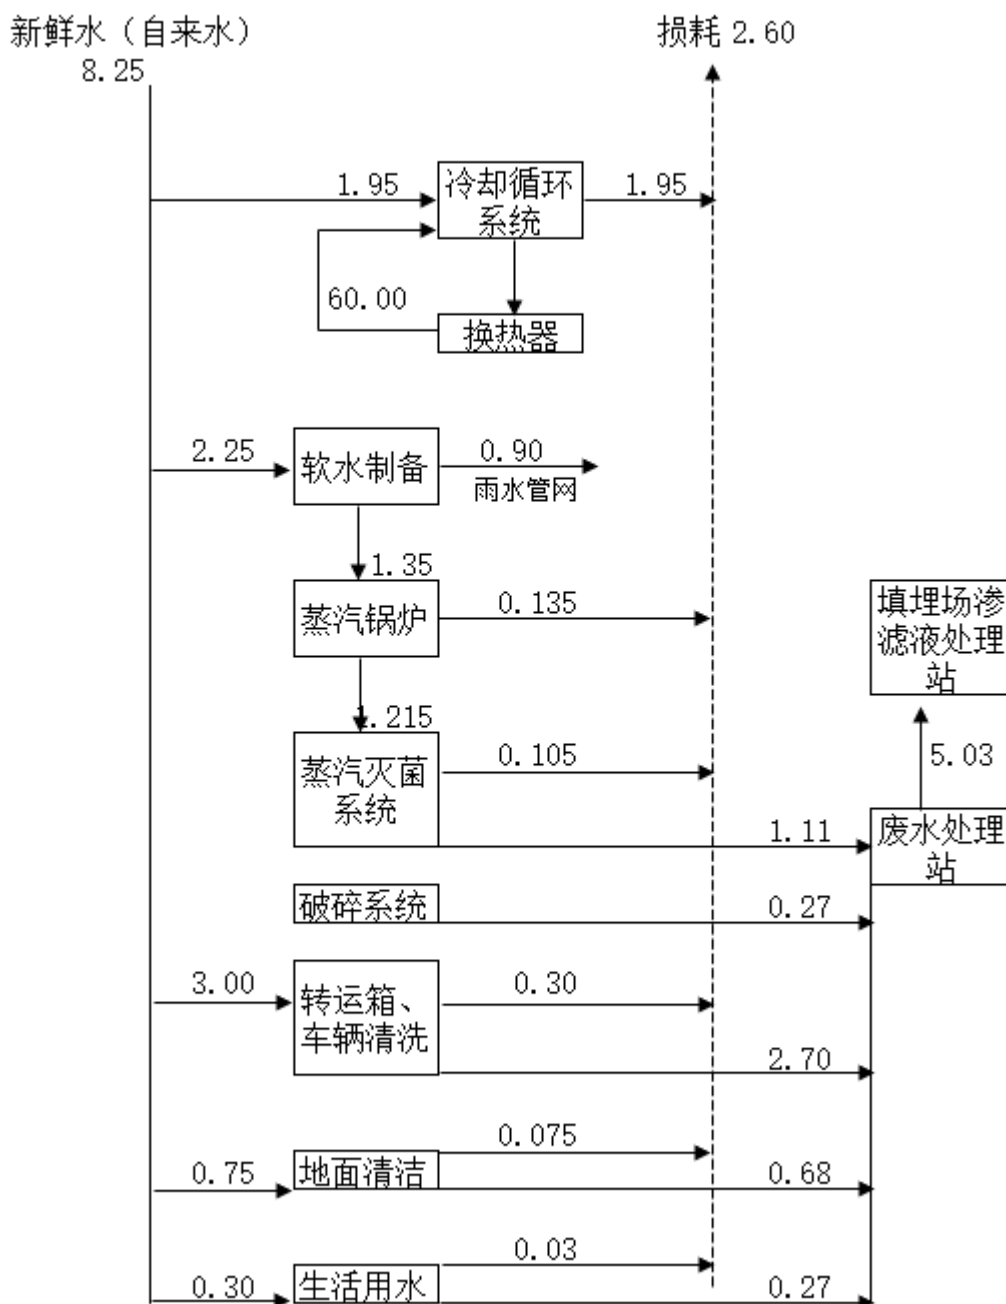 新鲜水（自来水）
8.25
损耗 2.60
1.95
冷却循环
系统
1.95
60.00
换热器
2.25
软水制备
0.90
雨水管网
1.35
蒸汽锅炉
0.135
填埋场渗
滤液处理
站
1.215
蒸汽灭菌
系统
0.105
5.03
1.11
废水处理
站
破碎系统
0.27
3.00
转运箱、
车辆清洗
0.30
2.70
0.075
0.75
地面清洁
0.68
0.03
0.30
生活用水
0.27